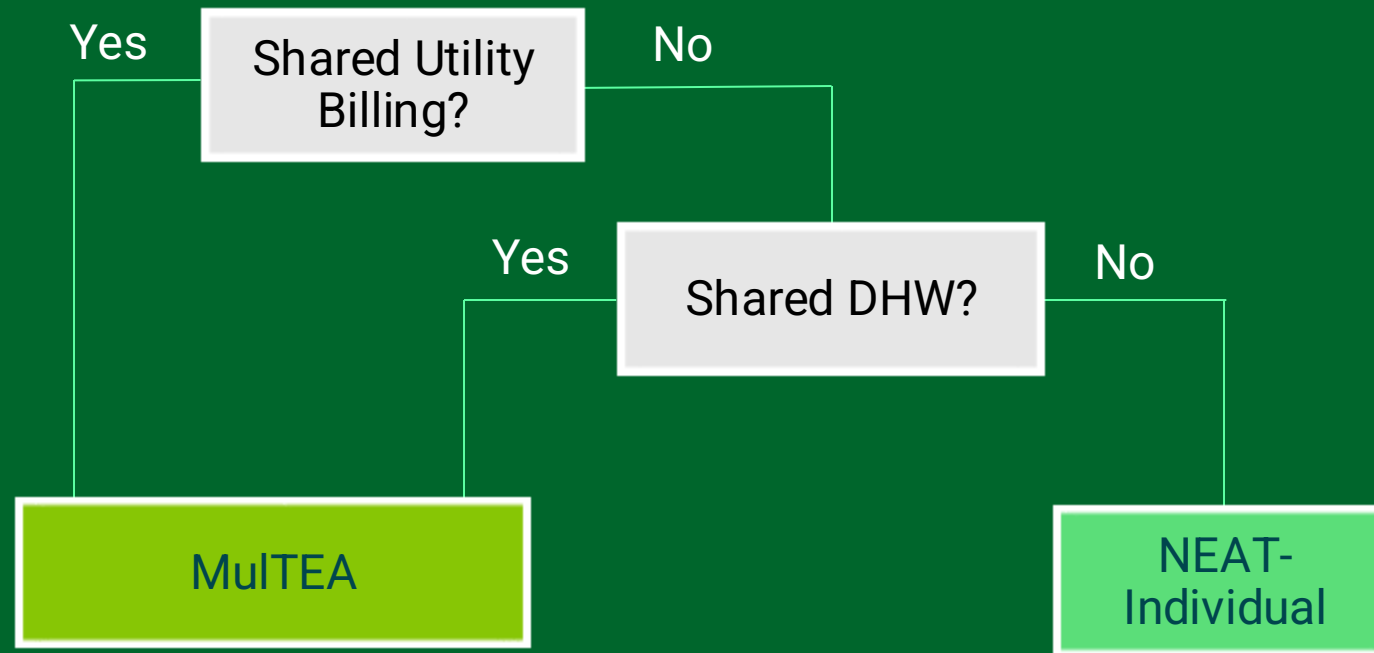 Yes
Shared Utility
Billing?
No
Yes
Shared DHW?
No
MulTEA
NEAT-
Individual